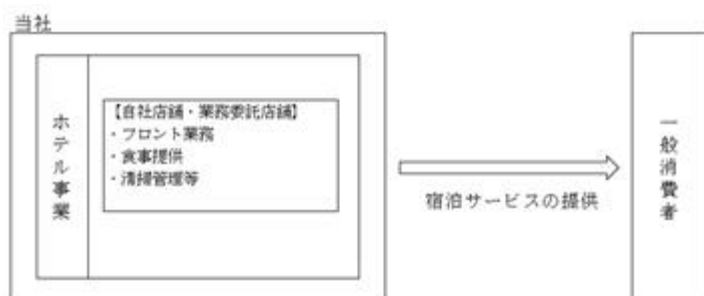 当社
ホテル事業
【自社店舗・業務委託店舗】
・フロント業務
・食事提供
・清掃管理等
宿泊サービスの提供
一般消費者